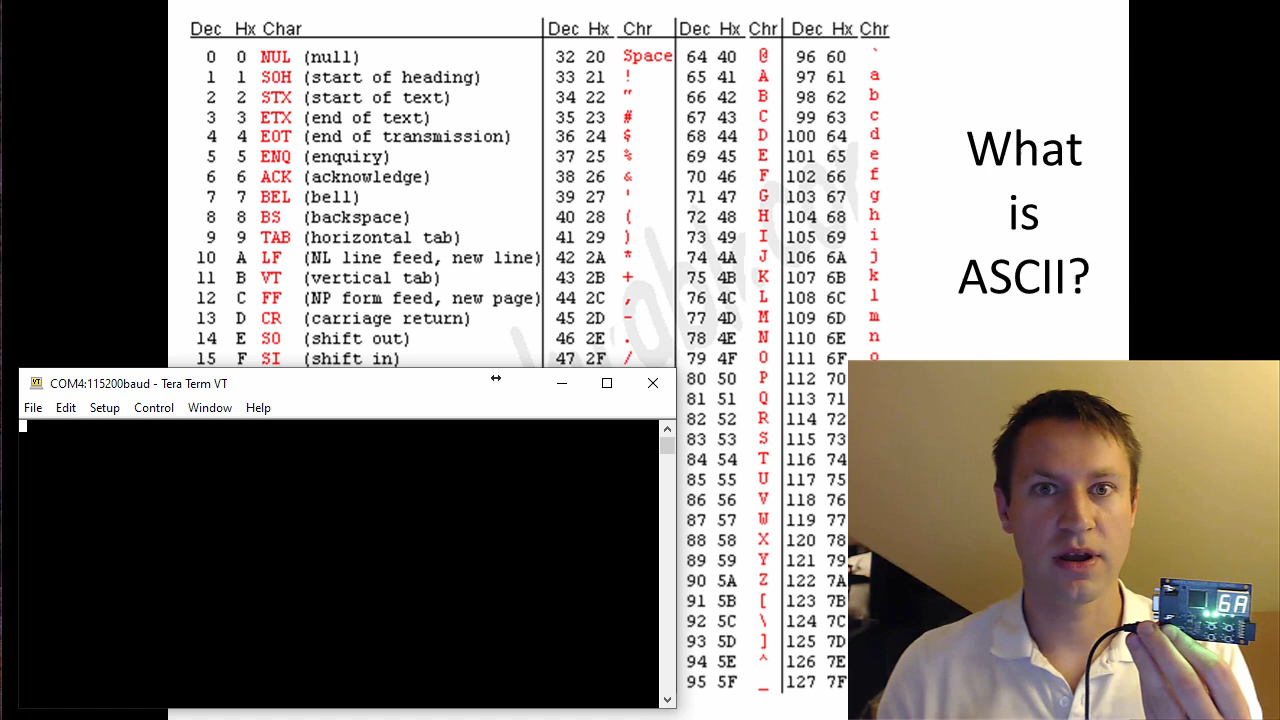 Dec Hx Char Dec Hx Chr Dec Hx Chr Dec Hx Chr
0 0 NUL (null) 32 20 Space 64 40 @ 96 60 `
1 1 SOH (start of heading) 33 21 ! 65 41 A 97 61 a
2 2 STX (start of text) 34 22 " 66 42 B 98 62 b
3 3 ETX (end of text) 35 23 # 67 43 C 99 63 c
4 4 EOT (end of transmission) 36 24 $ 68 44 D 100 64 d
5 5 ENQ (enquiry) 37 25 % 69 45 E 101 65 e
6 6 ACK (acknowledge) 38 26 & 70 46 F 102 66 f
7 7 BEL (bell) 39 27 ' 71 47 G 103 67 g
8 8 BS (backspace) 40 28 ( 72 48 H 104 68 h
9 9 TAB (horizontal tab) 41 29 ) 73 49 I 105 69 i
10 A LF (NL line feed, new line) 42 2A * 74 4A J 106 6A j
11 B VT (vertical tab) 43 2B + 75 4B K 107 6B k
12 C FF (NP form feed, new page) 44 2C , 76 4C L 108 6C l
13 D CR (carriage return) 45 2D - 77 4D M 109 6D m
14 E SO (shift out) 46 2E . 78 4E N 110 6E n
15 F SI (shift in) 47 2F / 79 4F O 111 6F o
80 50 P 112 70
81 51 Q 113 71
82 52 R 114 72
83 53 S 115 73
84 54 T 116 74
85 55 U 117 75
86 56 V 118 76
87 57 W 119 77
88 58 X 120 78
89 59 Y 121 79
90 5A Z 122 7A
91 5B [ 123 7B
92 5C \ 124 7C
93 5D ] 125 7D
94 5E ^ 126 7E
95 5F _ 127 7F
What
is
ASCII?
COM4:115200baud - Tera Term VT
File Edit Setup Control Window Help
6A